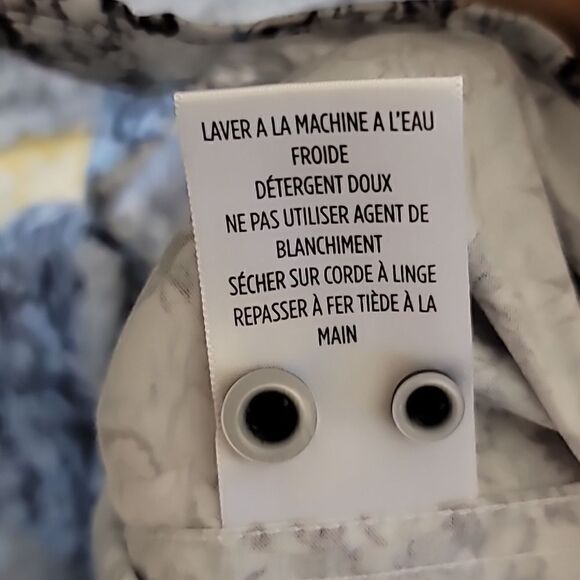 LAVER A LA MACHINE A L'EAU
FROIDE
DÉTERGENT DOUX
NE PAS UTILISER AGENT DE
BLANCHIMENT
SÉCHER SUR CORDE À LINGE
REPASSER À FER TIÈDE À LA
MAIN